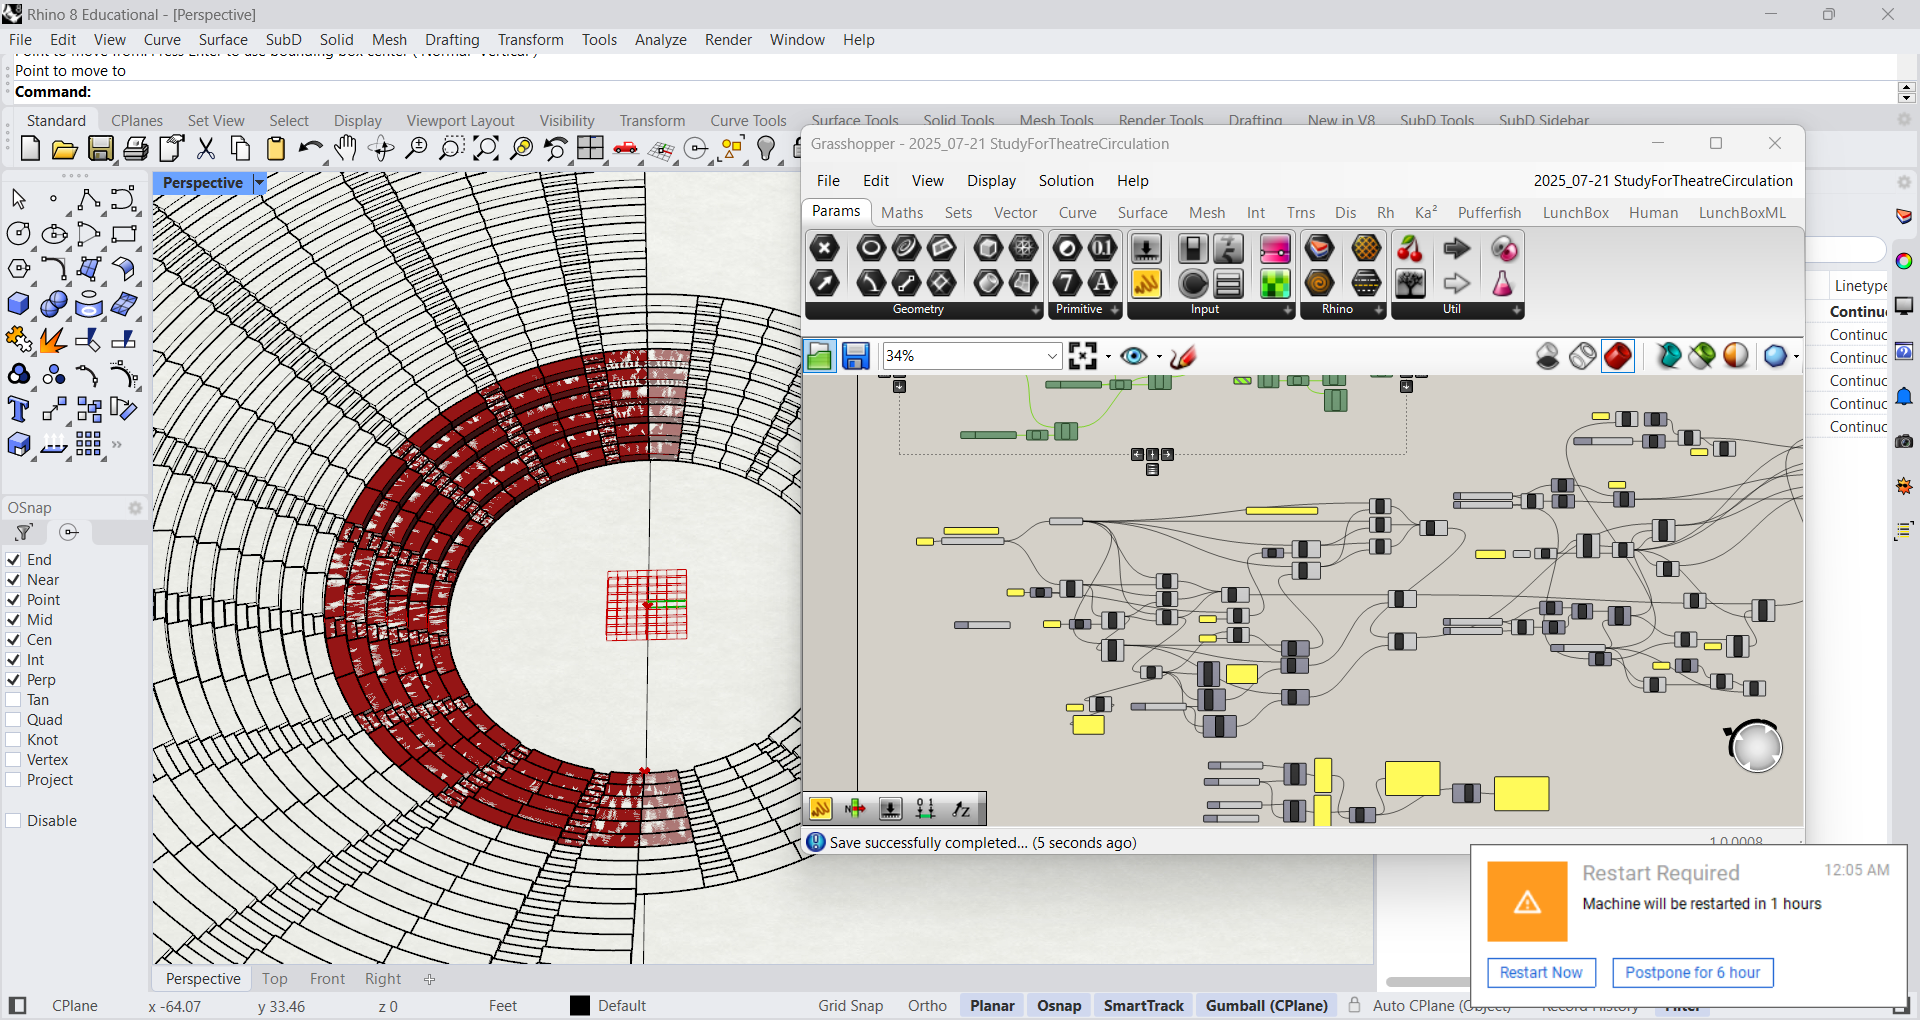 Rhino 8 Educational - [Perspective]
File Edit View Curve Surface SubD Solid Mesh Drafting Transform Tools Analyze Render Window Help
Point to move to
Command:
Standard CPlanes Set View Select Display Viewport Layout Visibility Transform Curve Tools Surface Tools Solid Tools Mesh Tools Render Tools Drafting New in V8 SubD Tools SubD Sidebar
Grasshopper - 2025_07-21 StudyForTheatreCirculation
File Edit View Display Solution Help
2025_07-21 StudyForTheatreCirculation
Params Maths Sets Vector Curve Surface Mesh Int Trns Dis Rh Ka² Pufferfish LunchBox Human LunchBoxML
Geometry
Primitive
Input
Rhino
Util
34%
Perspective
Linetype
Continu
Continuc
Continuc
Continuc
Continuc
Continuc
OSnap
End
Near
Point
Mid
Cen
Int
Perp
Tan
Quad
Knot
Vertex
Project
Disable
Save successfully completed... (5 seconds ago)
1.0.0008
Restart Required
12:05 AM
Machine will be restarted in 1 hours
Restart Now
Postpone for 6 hour
Perspective Top Front Right
CPlane x -64.07 y 33.46 z 0 Feet Default Grid Snap Ortho Planar Osnap SmartTrack Gumball (CPlane) Auto CPlane (Object) Record History Filter